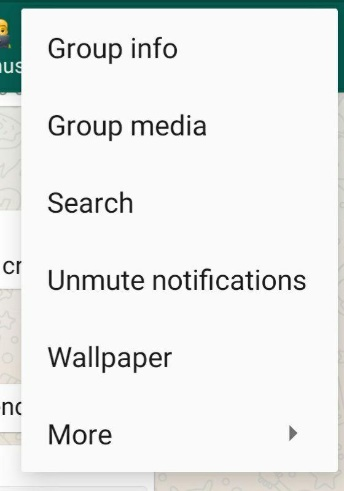 Group info
Group media
Search
Unmute notifications
Wallpaper
More